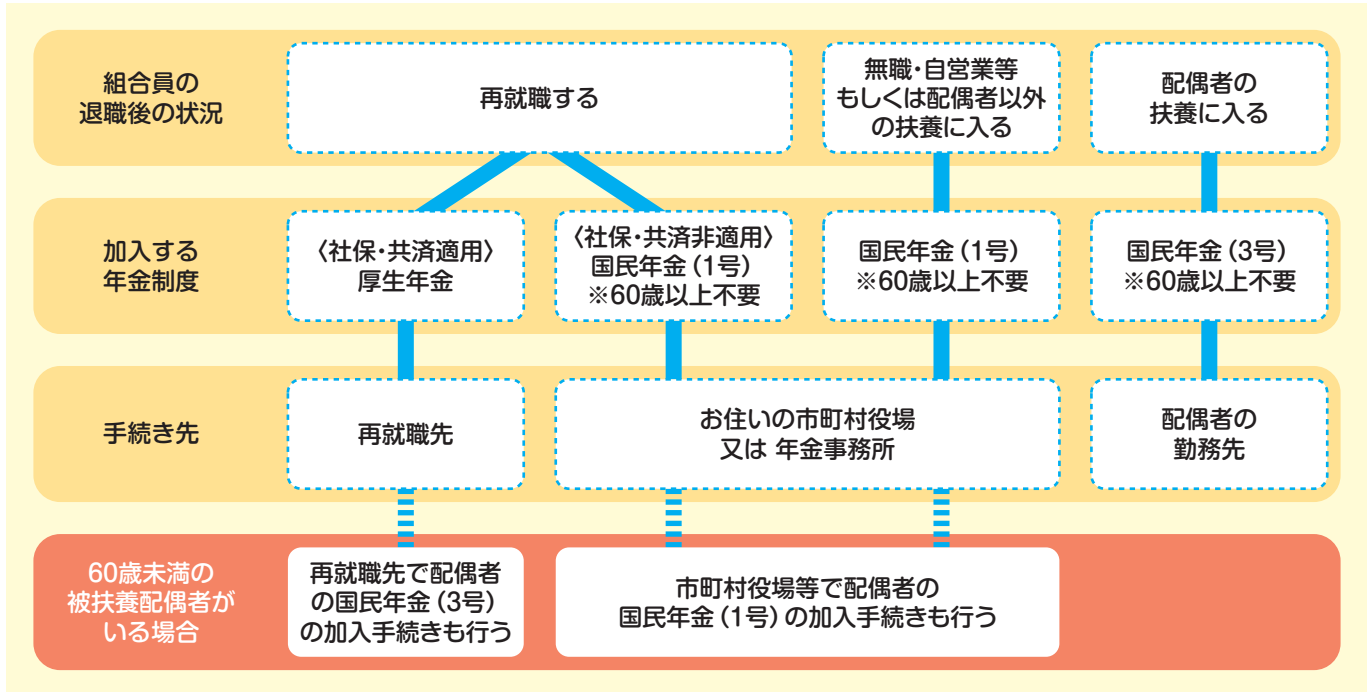 組合員の
退職後の状況
再就職する
無職・自営業等
もしくは配偶者以外
の扶養に入る
配偶者の
扶養に入る
加入する
年金制度
〈社保・共済適用〉
厚生年金
〈社保・共済非適用〉
国民年金(1号)
※60歳以上不要
国民年金(1号)
※60歳以上不要
国民年金(3号)
※60歳以上不要
手続き先
再就職先
お住いの市町村役場
又は 年金事務所
配偶者の
勤務先
60歳未満の
被扶養配偶者が
いる場合
再就職先で配偶者
の国民年金(3号)
の加入手続きも行う
市町村役場等で配偶者の
国民年金(1号)の加入手続きも行う